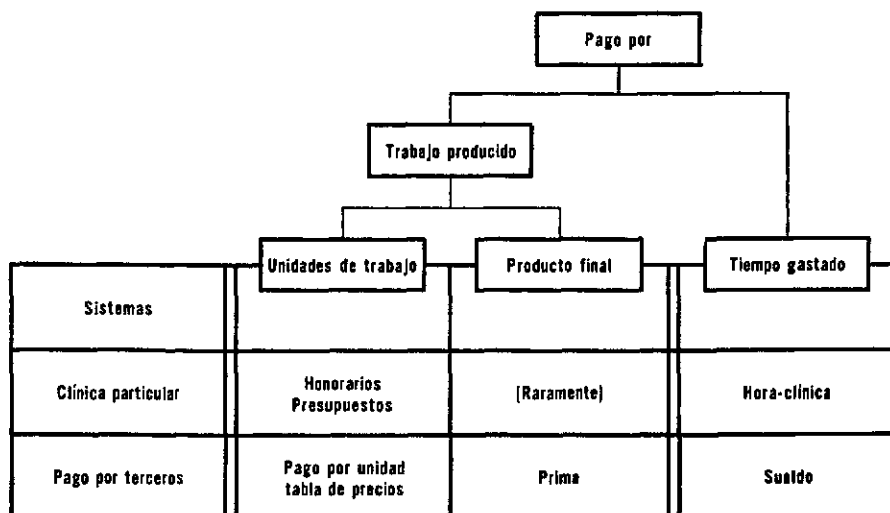 Pago por
Trabajo producido
Unidades de trabajo
Producto final
Tiempo gastado
Sistemas
Clínica particular
Honorarios
Presupuestos
(Raramente)
Hora-clínica
Pago por terceros
Pago por unidad
tabla de precios
Prima
Sueldo